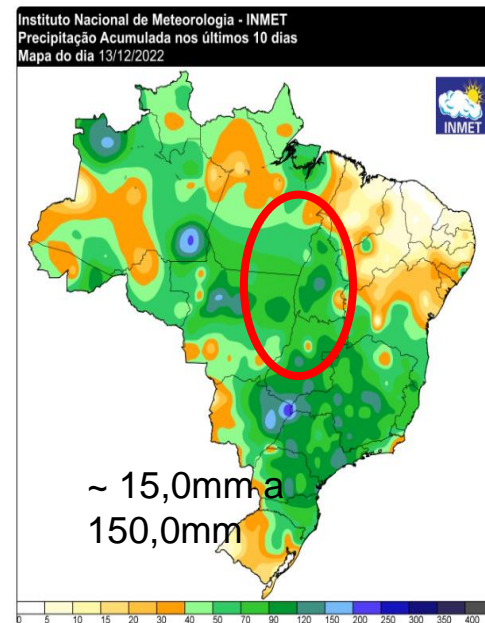 Instituto Nacional de Meteorologia - INMET
Precipitação Acumulada nos últimos 10 dias
Mapa do dia 13/12/2022
INMET
~ 15,0mm a
150,0mm
0 5 10 15 20 30 40 50 70 90 120 150 200 250 300 350 400